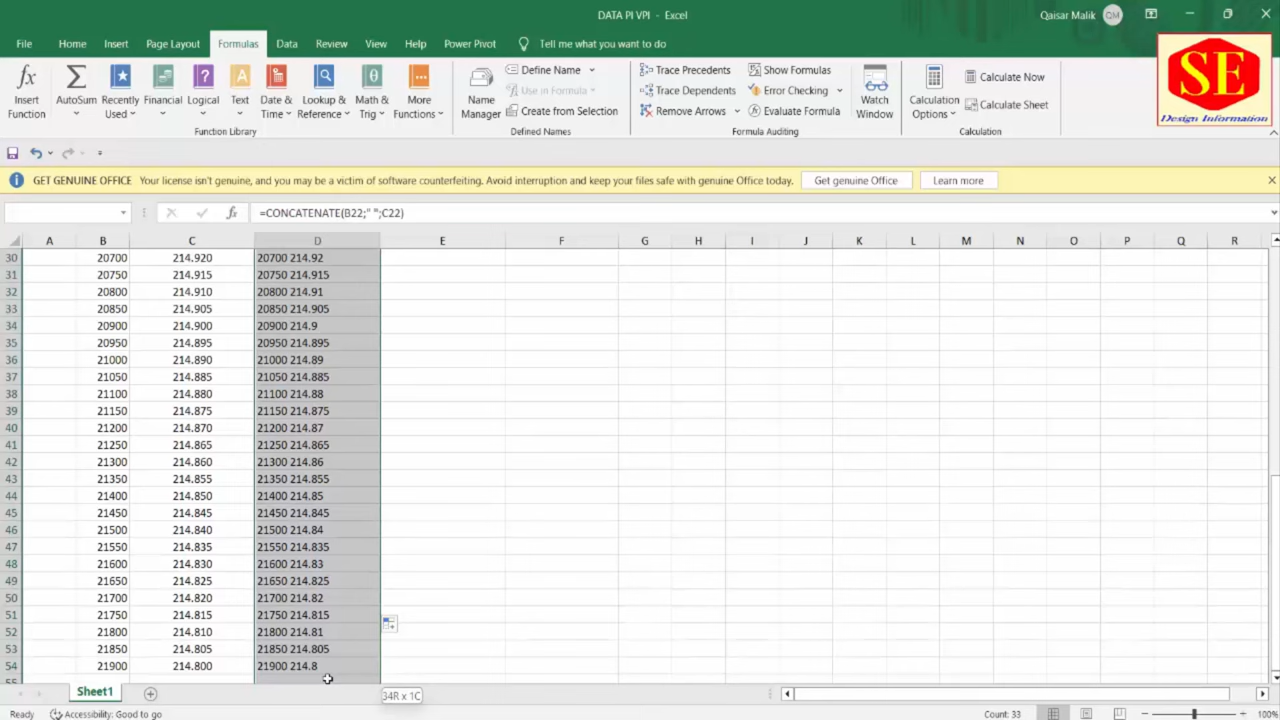 DATA PI VPI - Excel
Qaisar Malik QM
File Home Insert Page Layout Formulas Data Review View Help Power Pivot Tell me what you want to do
SE
Design Information
fx Insert Function
Σ AutoSum
Recently Used
Financial
Logical
Text
Date & Time
Lookup & Reference
Math & Trig
More Functions
Function Library
Name Manager
Define Name
Use in Formula
Create from Selection
Defined Names
Trace Precedents
Trace Dependents
Remove Arrows
Show Formulas
Error Checking
Evaluate Formula
Formula Auditing
Watch Window
Calculation Options
Calculate Now
Calculate Sheet
Calculation
GET GENUINE OFFICE Your license isn't genuine, and you may be a victim of software counterfeiting. Avoid interruption and keep your files safe with genuine Office today. Get genuine Office Learn more
fx =CONCATENATE(B22;" ";C22)
A B C D E F G H I J K L M N O P Q R
30 20700 214.920 20700 214.92
31 20750 214.915 20750 214.915
32 20800 214.910 20800 214.91
33 20850 214.905 20850 214.905
34 20900 214.900 20900 214.9
35 20950 214.895 20950 214.895
36 21000 214.890 21000 214.89
37 21050 214.885 21050 214.885
38 21100 214.880 21100 214.88
39 21150 214.875 21150 214.875
40 21200 214.870 21200 214.87
41 21250 214.865 21250 214.865
42 21300 214.860 21300 214.86
43 21350 214.855 21350 214.855
44 21400 214.850 21400 214.85
45 21450 214.845 21450 214.845
46 21500 214.840 21500 214.84
47 21550 214.835 21550 214.835
48 21600 214.830 21600 214.83
49 21650 214.825 21650 214.825
50 21700 214.820 21700 214.82
51 21750 214.815 21750 214.815
52 21800 214.810 21800 214.81
53 21850 214.805 21850 214.805
54 21900 214.800 21900 214.8
55
Sheet1
34R x 1C
Ready Accessibility: Good to go Count: 33 100%